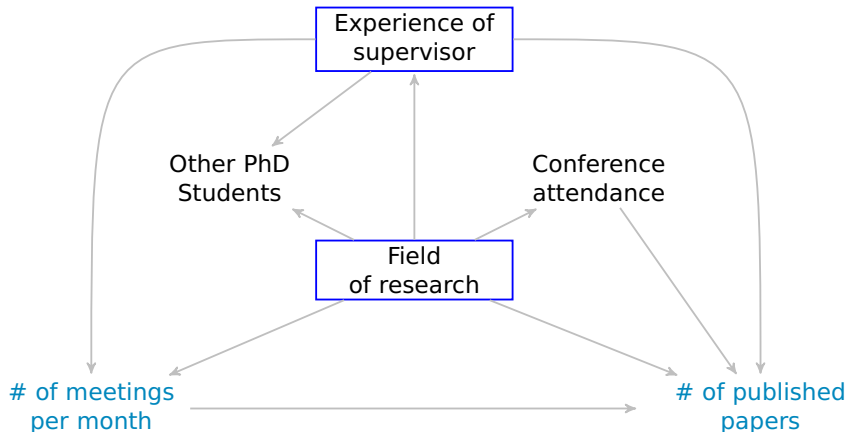 Experience of
supervisor
Other PhD
Students
Conference
attendance
Field
of research
# of meetings
per month
# of published
papers